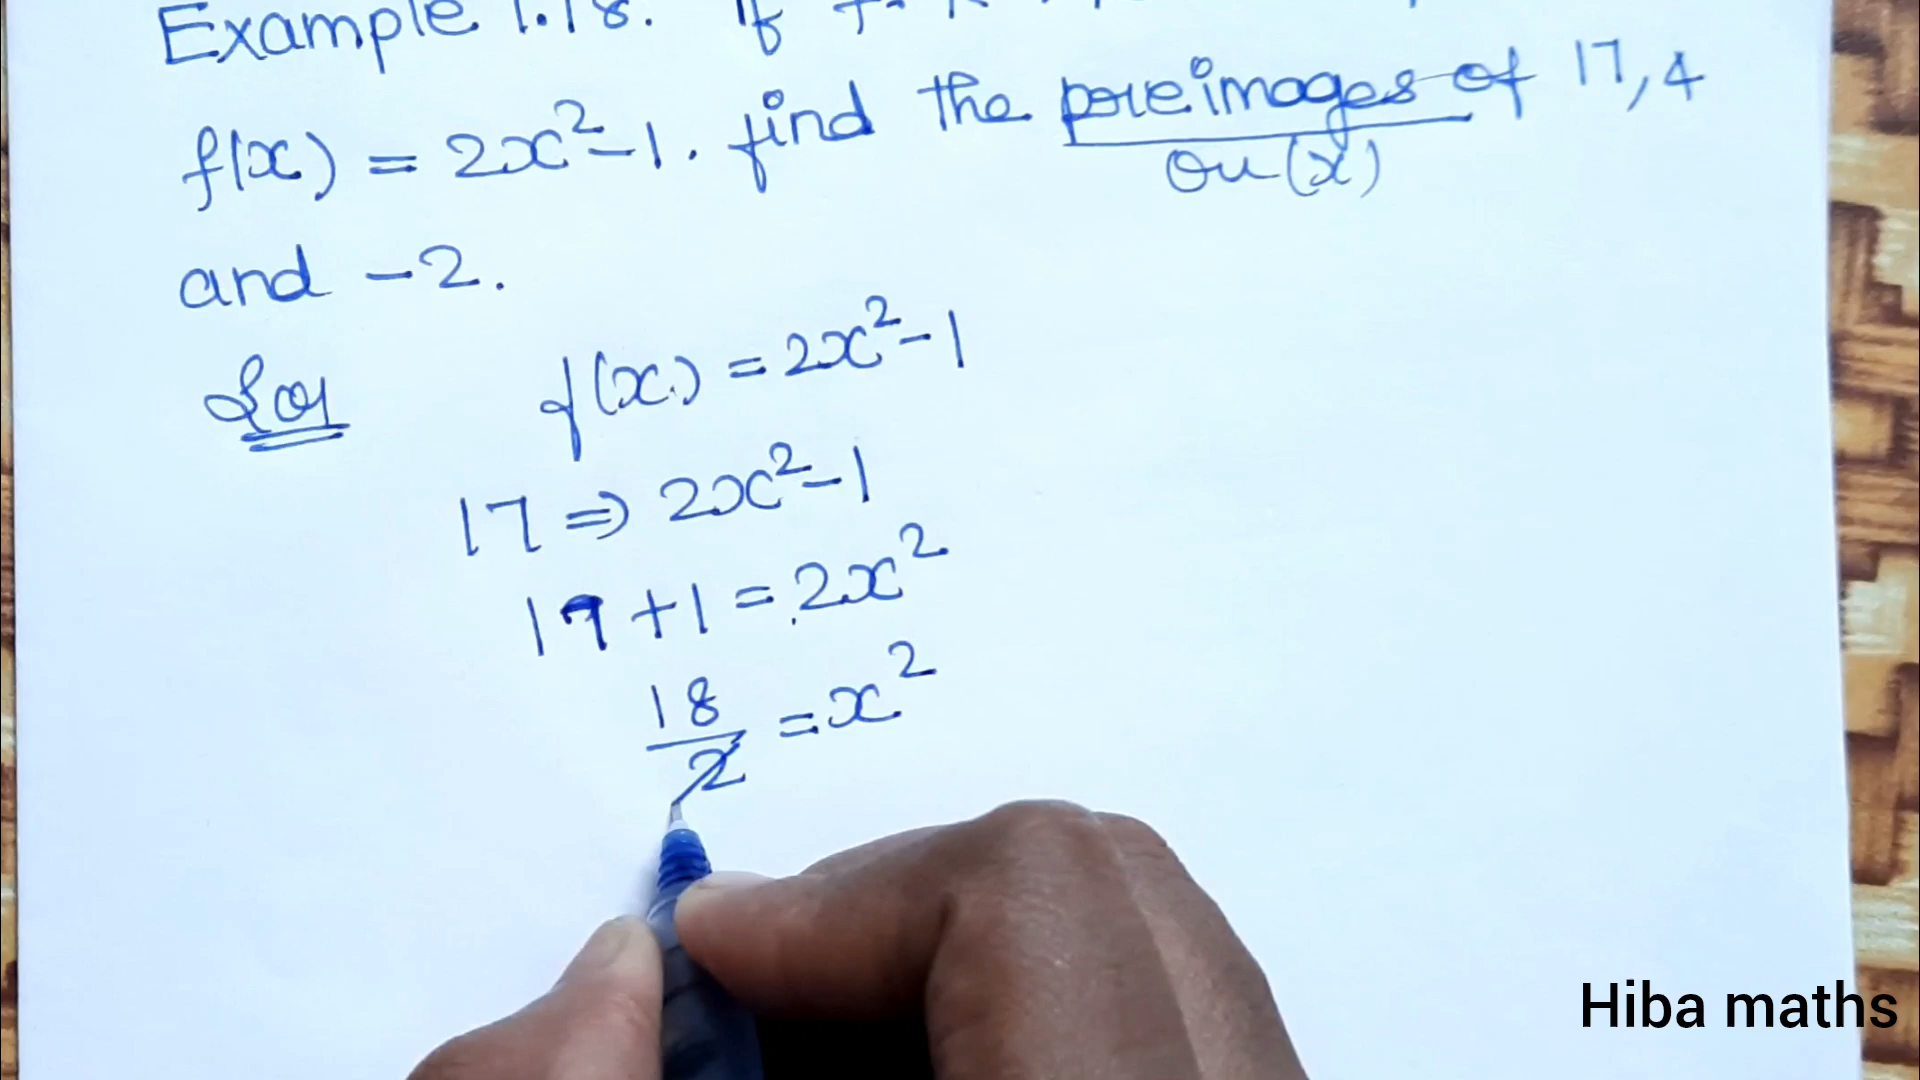 Example 1.18. If
f(x) = 2x²-1. find the preimages of 17, 4
(x)
and -2.
Sol
f(x) = 2x²-1
17 ⇒ 2x²-1
17 +1 = 2x²
18/2 = x²
Hiba maths